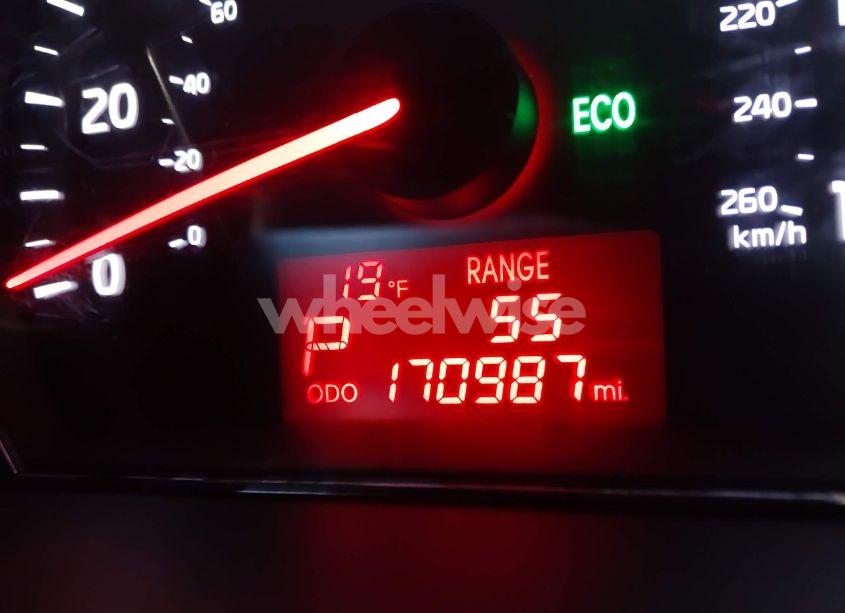 60
220
20
40
ECO
240
20
260
km/h
0
0
19 °F
RANGE
wheelwise
55
P
ODO 170987 mi.